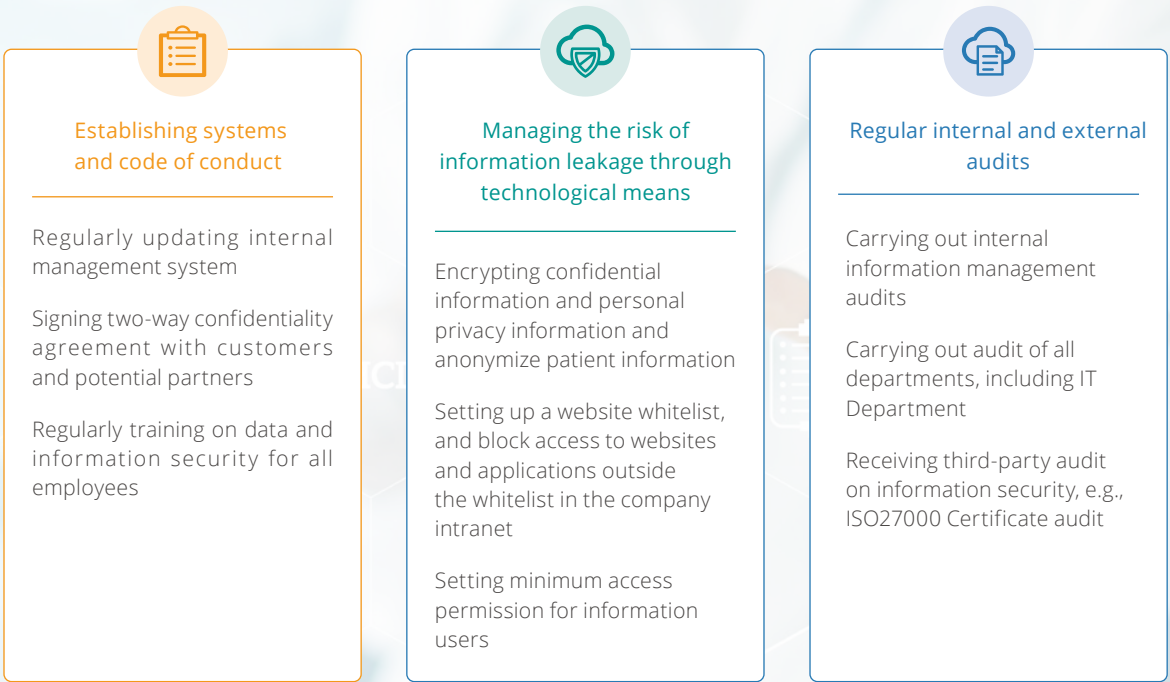 Establishing systems
and code of conduct
Regularly updating internal
management system
Signing two-way confidentiality
agreement with customers
and potential partners
Regularly training on data and
information security for all
employees
Managing the risk of
information leakage through
technological means
Encrypting confidential
information and personal
privacy information and
anonymize patient information
Setting up a website whitelist,
and block access to websites
and applications outside
the whitelist in the company
intranet
Setting minimum access
permission for information
users
Regular internal and external
audits
Carrying out internal
information management
audits
Carrying out audit of all
departments, including IT
Department
Receiving third-party audit
on information security, e.g.,
ISO27000 Certificate audit